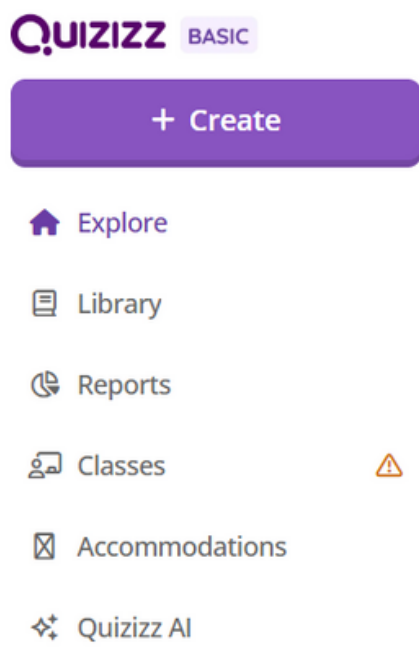 QUIZIZZ BASIC
+ Create
Explore
Library
Reports
Classes
Accommodations
Quizizz AI